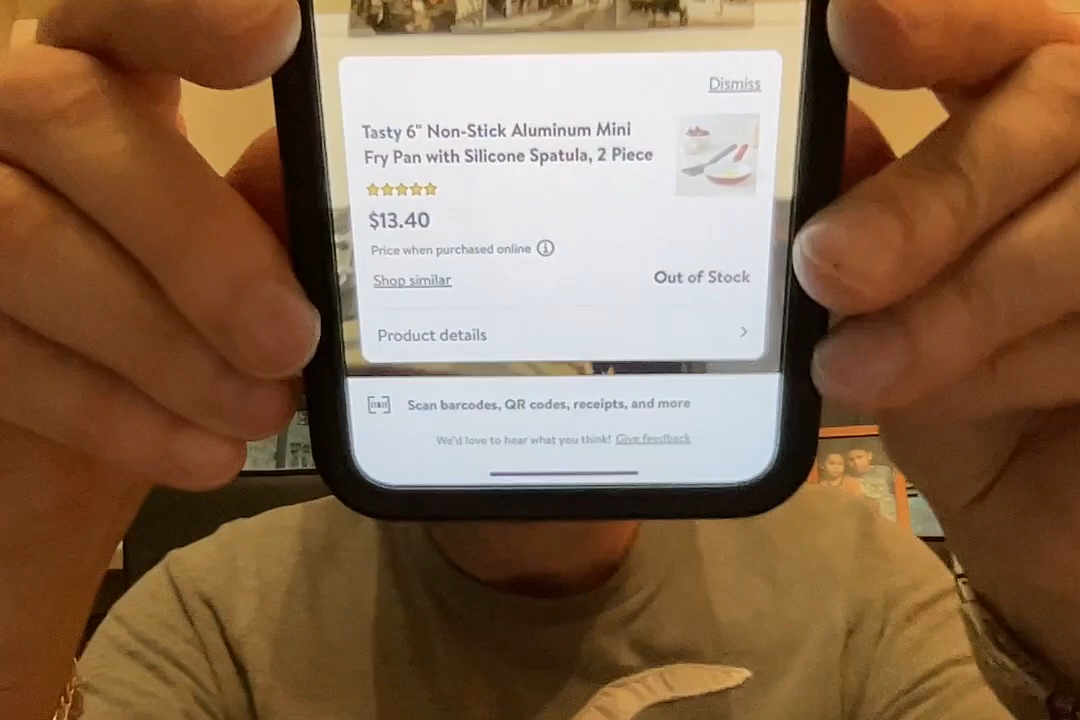 Dismiss
Tasty 6" Non-Stick Aluminum Mini
Fry Pan with Silicone Spatula, 2 Piece
$13.40
Price when purchased online
Shop similar
Out of Stock
Product details
Scan barcodes, QR codes, receipts, and more
We'd love to hear what you think! Give feedback